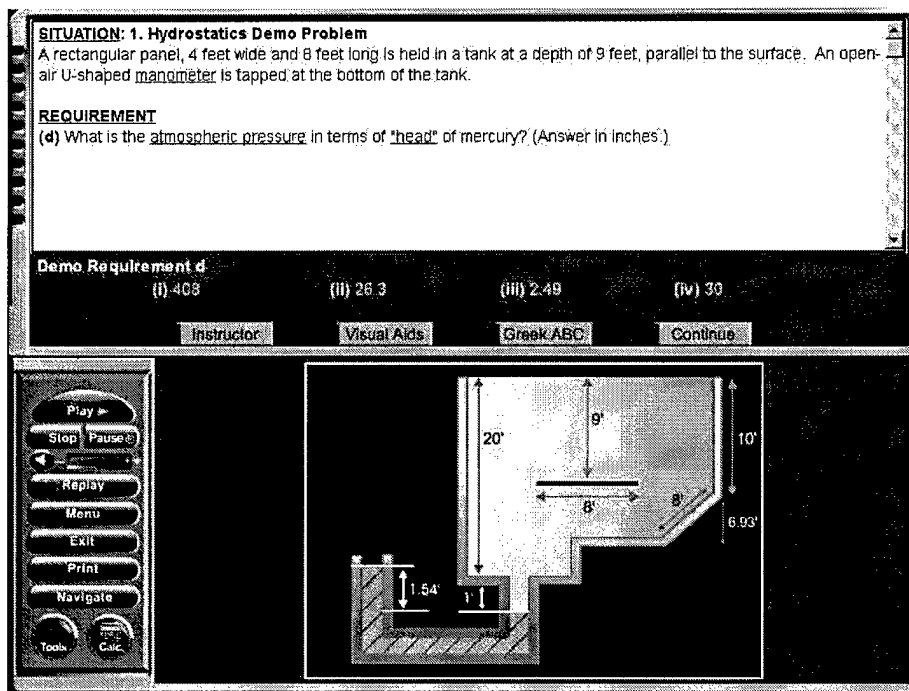 SITUATION: 1. Hydrostatics Demo Problem
A rectangular panel, 4 feet wide and 8 feet long is held in a tank at a depth of 9 feet, parallel to the surface. An open-
air U-shaped manometer is tapped at the bottom of the tank.
REQUIREMENT
(d) What is the atmospheric pressure in terms of "head" of mercury? (Answer in inches.)
Demo Requirement d
(i) 408 (ii) 26.3 (iii) 2.49 (iv) 30
Instructor Visual Aids Greek ABC Continue
Play
Stop Pause
Replay
Menu
Exit
Print
Navigate
Tools Calc.
20'
9'
10'
8'
8'
6.93'
1.54'
1'